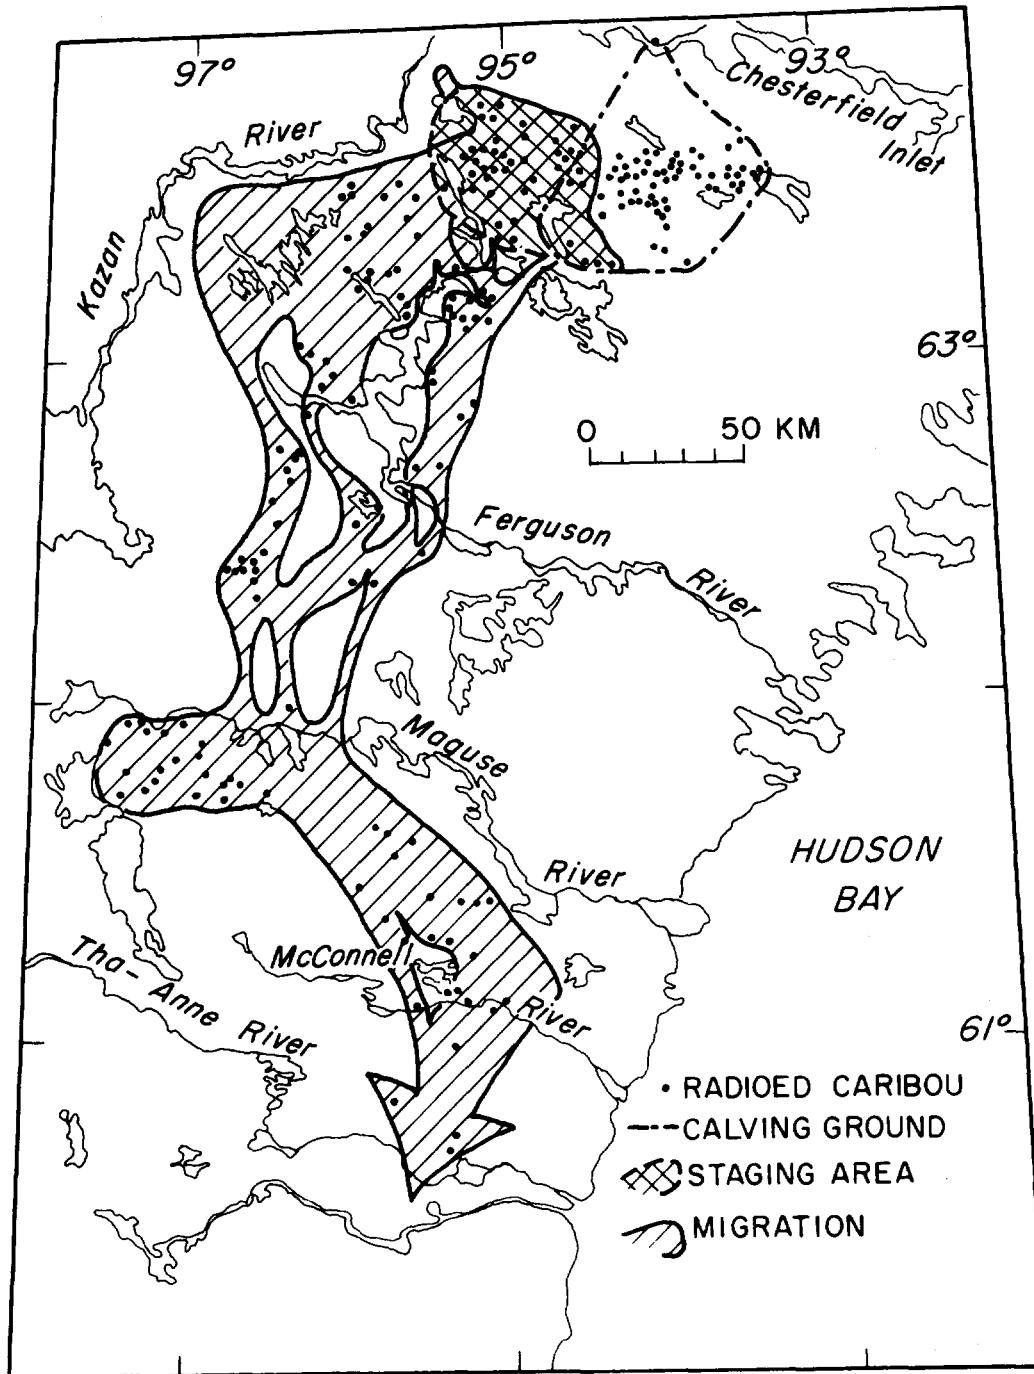 97°
95°
93°
Chesterfield
Inlet
River
Kazan
63°
0 50 KM
Ferguson
River
Maguse
River
HUDSON
BAY
McConnell
River
Tha-Anne River
61°
RADIOED CARIBOU
CALVING GROUND
STAGING AREA
MIGRATION